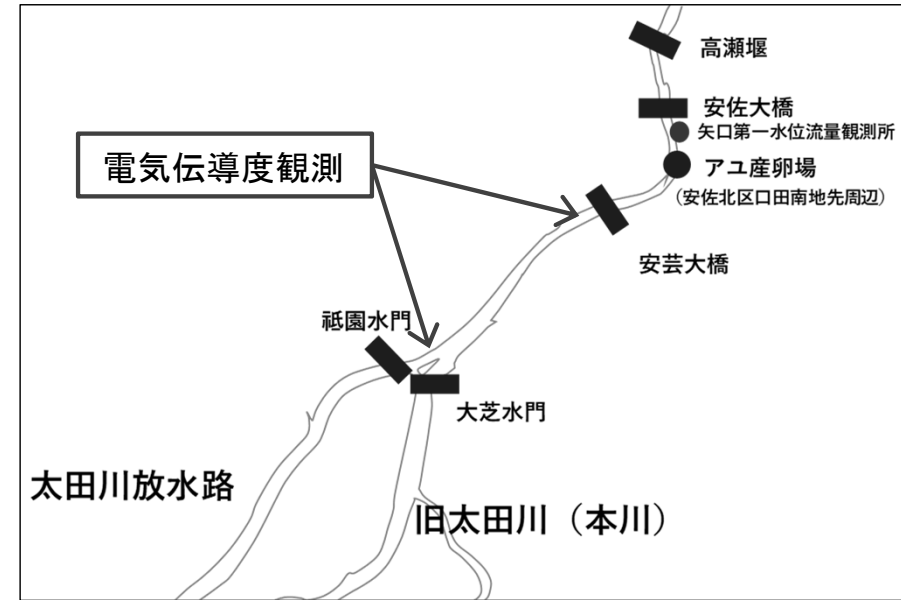 高瀬堰
安佐大橋
矢口第一水位流量観測所
電気伝導度観測
アユ産卵場
(安佐北区口田南地先周辺)
安芸大橋
祗園水門
大芝水門
太田川放水路
旧太田川（本川）